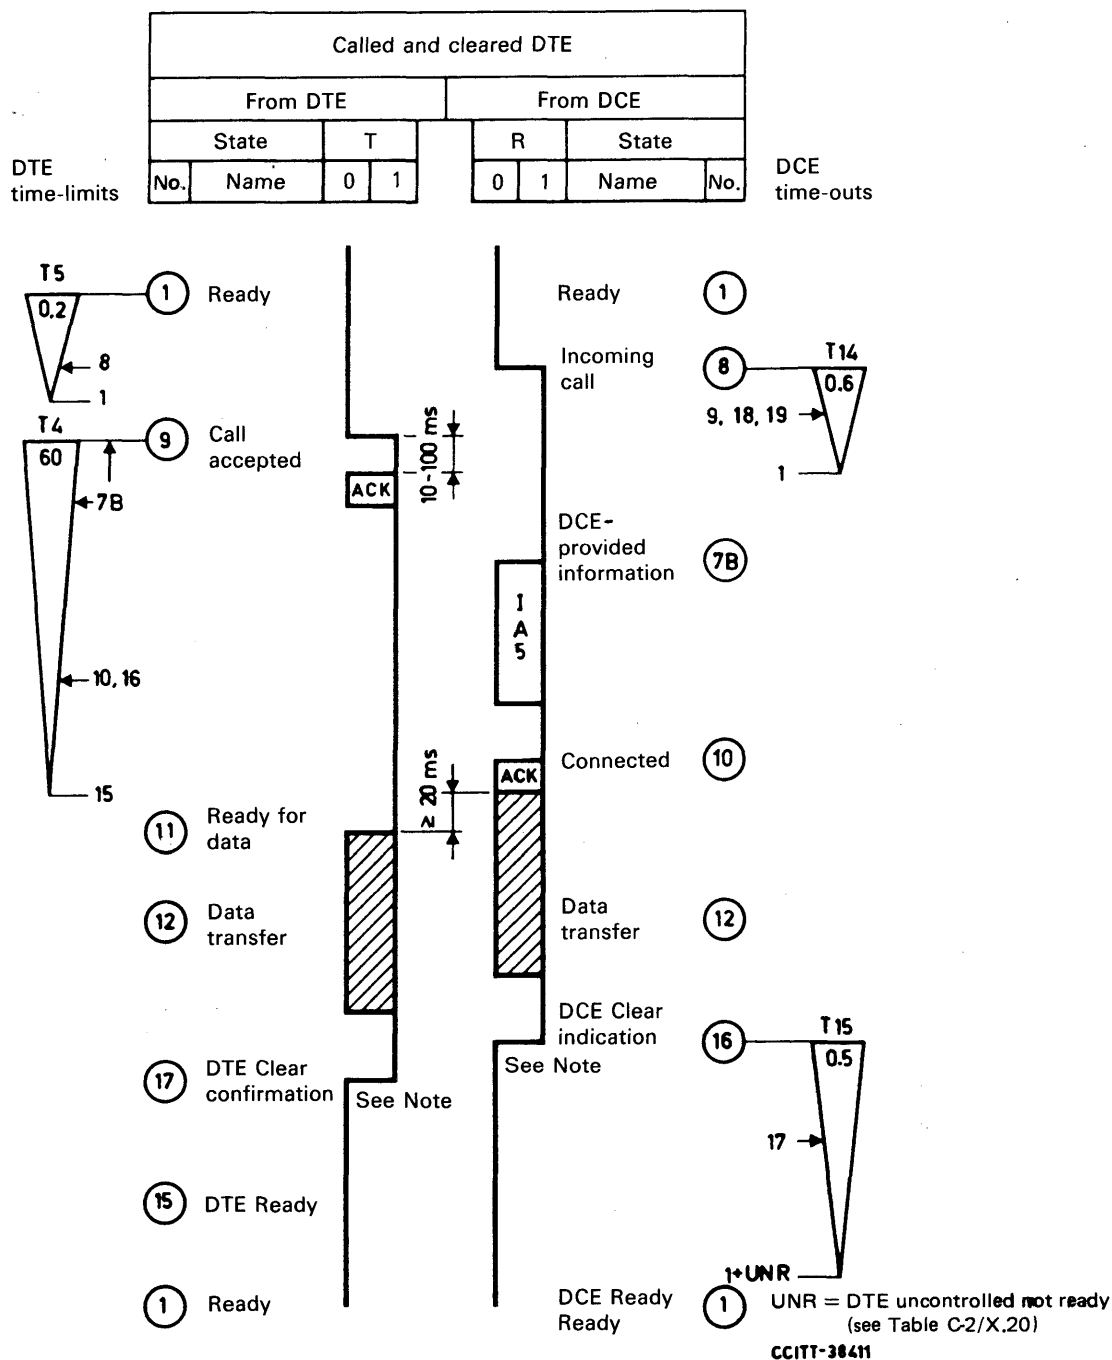 Called and cleared DTE
From DTE
From DCE
State
T
R
State
DTE
time-limits
No.
Name
0
1
0
1
Name
No.
DCE
time-outs
T5
0.2
1
Ready
8
1
Ready
1
Incoming
call
8
T14
0.6
9, 18, 19
1
T4
60
9
Call
accepted
7B
ACK
10-100 ms
DCE-
provided
information
7B
IA5
10, 16
15
Connected
10
ACK
≈ 20 ms
11
Ready for
data
12
Data
transfer
Data
transfer
12
DCE Clear
indication
16
See Note
T15
0.5
17
DTE Clear
confirmation
See Note
17
15
DTE Ready
1+UNR
1
Ready
DCE Ready
Ready
1
UNR = DTE uncontrolled not ready
(see Table C-2/X.20)
CCITT-38411